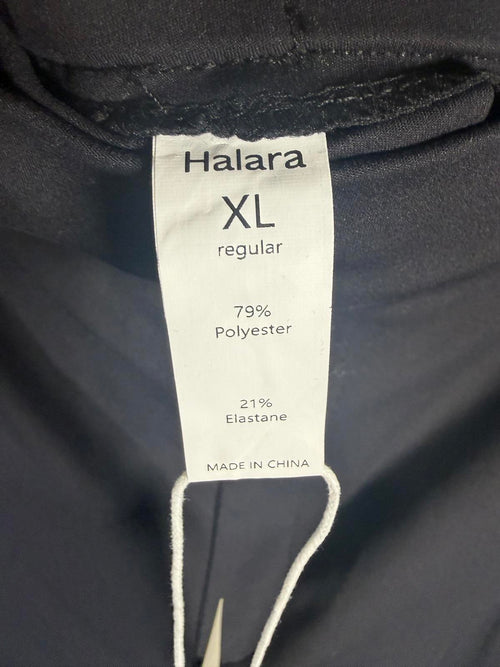 Halara
XL
regular
79%
Polyester
21%
Elastane
MADE IN CHINA